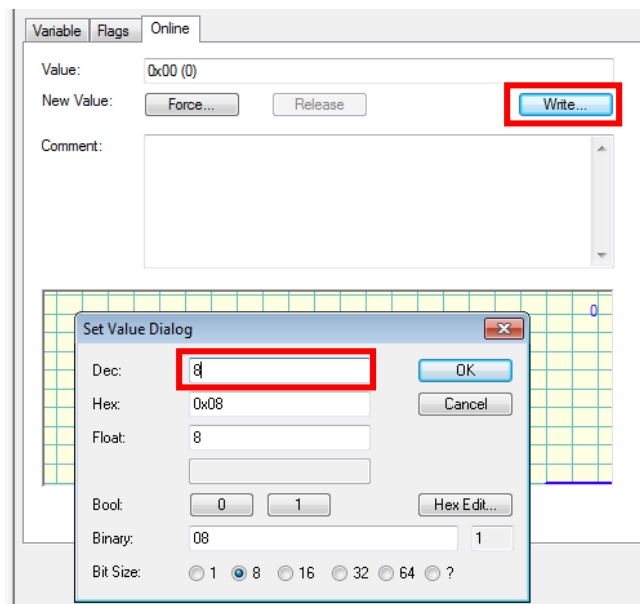 Variable Flags Online
Value: 0x00 (0)
New Value: Force... Release Write...
Comment:
0
Set Value Dialog
Dec: 8 OK
Hex: 0x08 Cancel
Float: 8
Bool: 0 1 Hex Edit...
Binary: 08 1
Bit Size: 1 8 16 32 64 ?